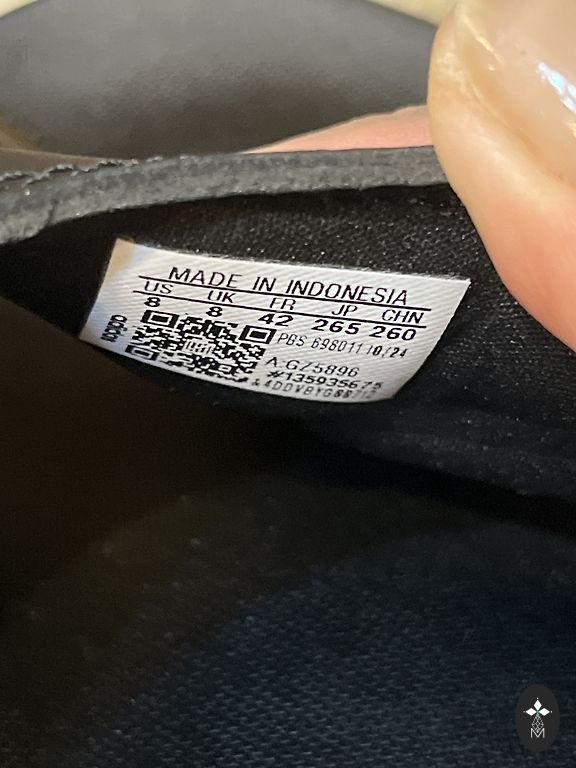 MADE IN INDONESIA
US UK FR JP CHN
8 8 42 265 260
adidas
PBS 698011 10/24
A.GZ5896
#135935675
M